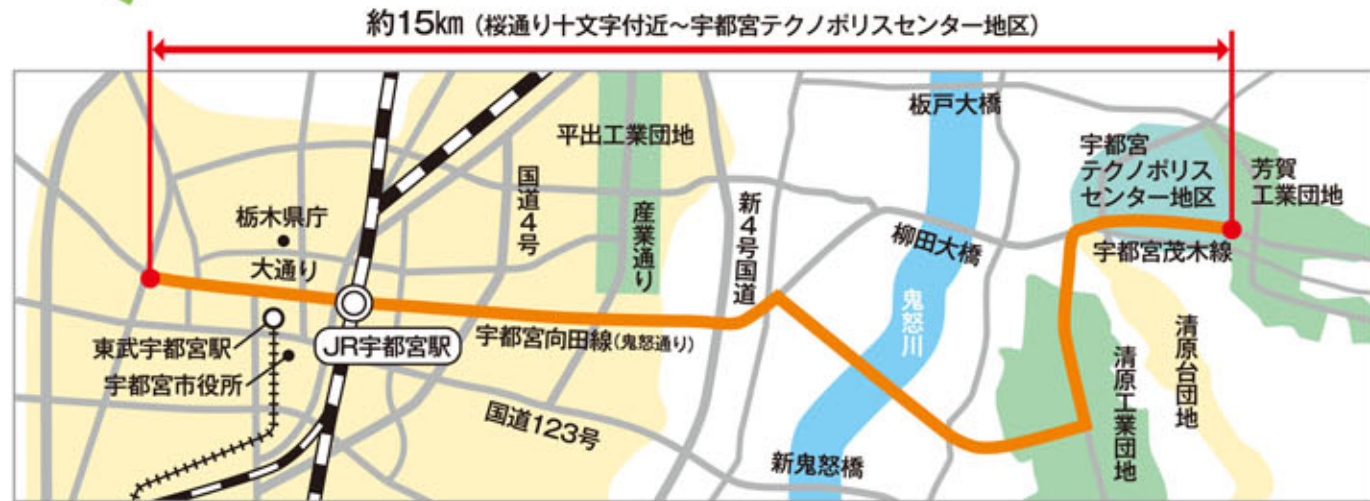 約15km (桜通り十文字付近～宇都宮テクノポリスセンター地区)
板戸大橋
平出工業団地
宇都宮
テクノポリス
センター地区
芳賀
工業団地
国道4号
産業通り
新4号国道
栃木県庁
大通り
柳田大橋
宇都宮茂木線
鬼怒川
東武宇都宮駅
JR宇都宮駅
宇都宮向田線(鬼怒通り)
宇都宮市役所
清原台団地
清原工業団地
国道123号
新鬼怒橋